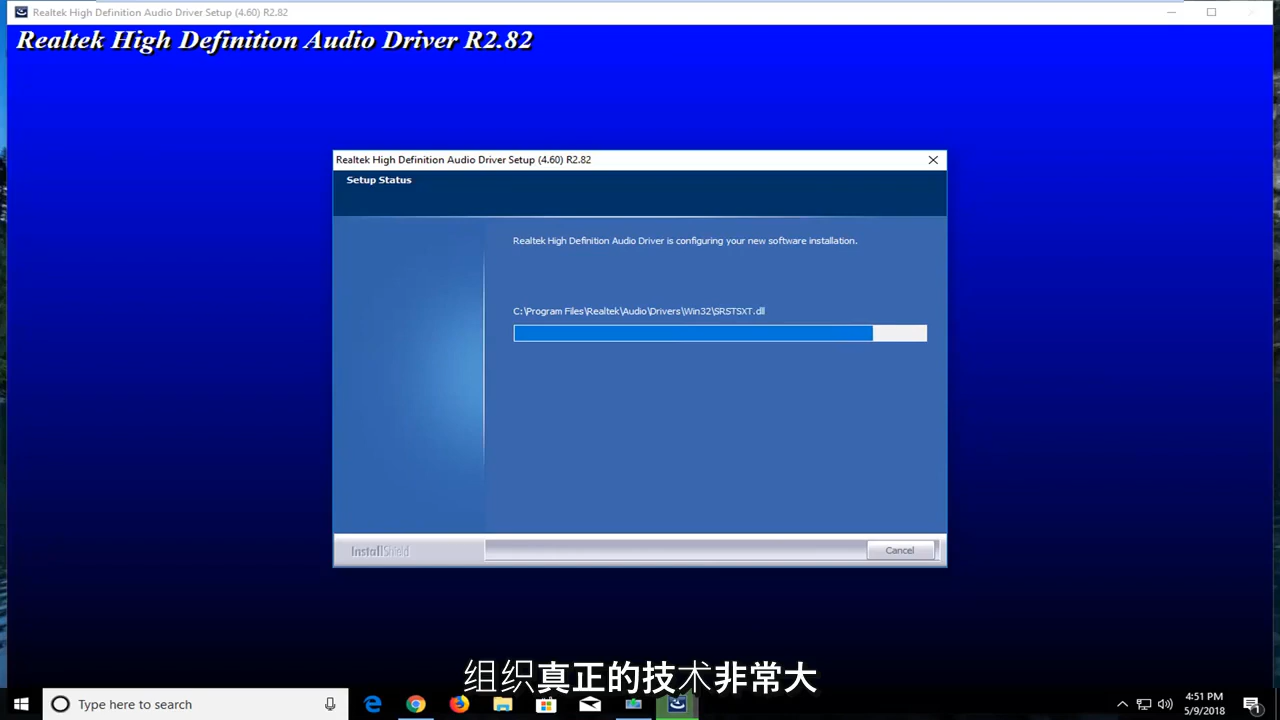 Realtek High Definition Audio Driver Setup (4.60) R2.82
Realtek High Definition Audio Driver R2.82
Realtek High Definition Audio Driver Setup (4.60) R2.82
Setup Status
Realtek High Definition Audio Driver is configuring your new software installation.
C:\Program Files\Realtek\Audio\Drivers\Win32\SRSTSXT.dll
InstallShield
Cancel
组织真正的技术非常大
Type here to search
4:51 PM
5/9/2018
1